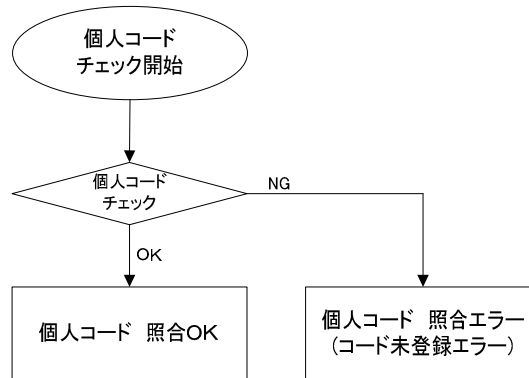 個人コード
チェック開始
個人コード
チェック
NG
OK
個人コード　照合OK
個人コード　照合エラー
(コード未登録エラー)